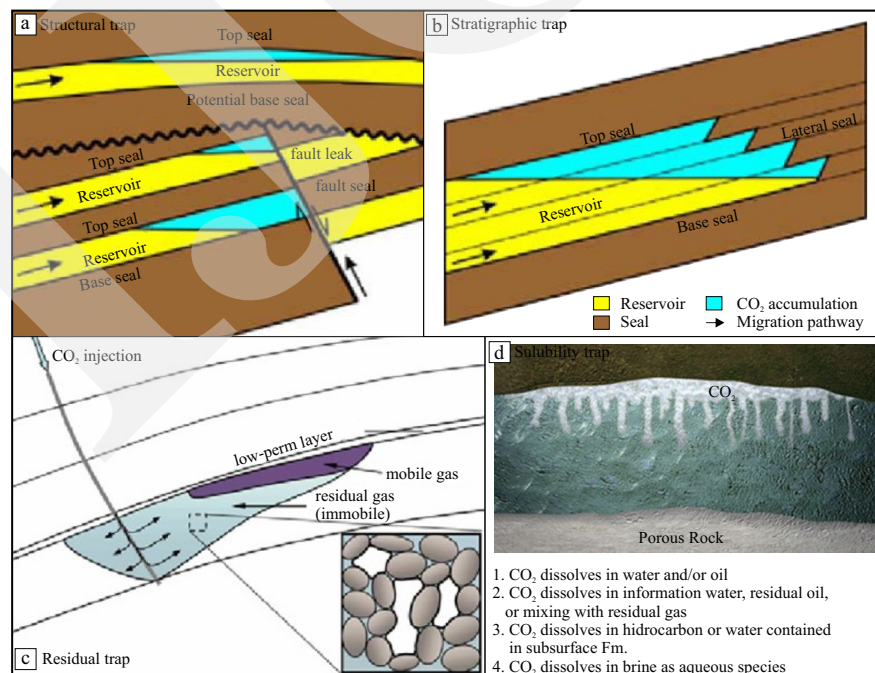 a Structural trap
Top seal
Reservoir
Potential base seal
Top seal
fault leak
Reservoir
fault seal
Top seal
Reservoir
Base seal
b Stratigraphic trap
Top seal
Lateral seal
Reservoir
Base seal
Reservoir
CO₂ accumulation
Seal
Migration pathway
CO₂ injection
low-perm layer
mobile gas
residual gas
(immobile)
c Residual trap
d Solubility trap
CO₂
Porous Rock
1. CO₂ dissolves in water and/or oil
2. CO₂ dissolves in information water, residual oil,
or mixing with residual gas
3. CO₂ dissolves in hidrocarbon or water contained
in subsurface Fm.
4. CO₂ dissolves in brine as aqueous species